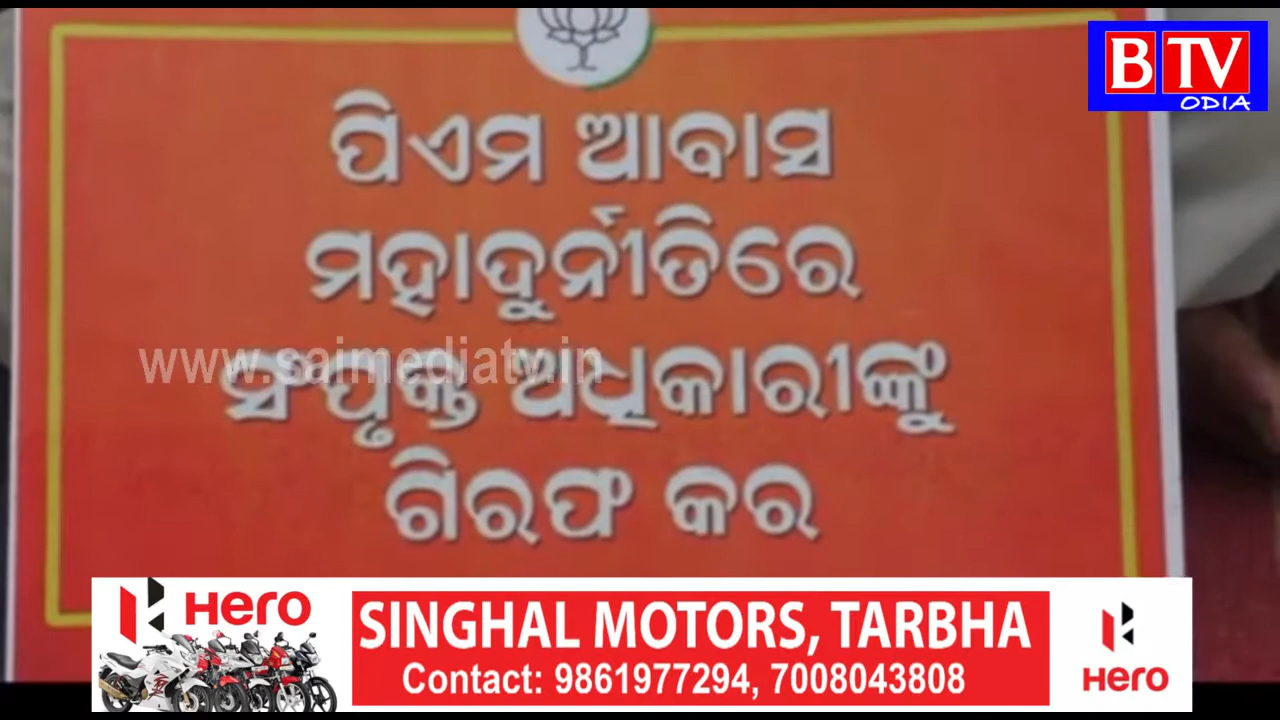 BTV
ODIA
ପିଏମ ଆବାସ
ମହାଦୁର୍ନୀତିରେ
ସଂପୃକ୍ତ ଅଧିକାରୀଙ୍କୁ
ଗିରଫ କର
www.saimediatv.in
Hero
SINGHAL MOTORS, TARBHA
Contact: 9861977294, 7008043808
Hero